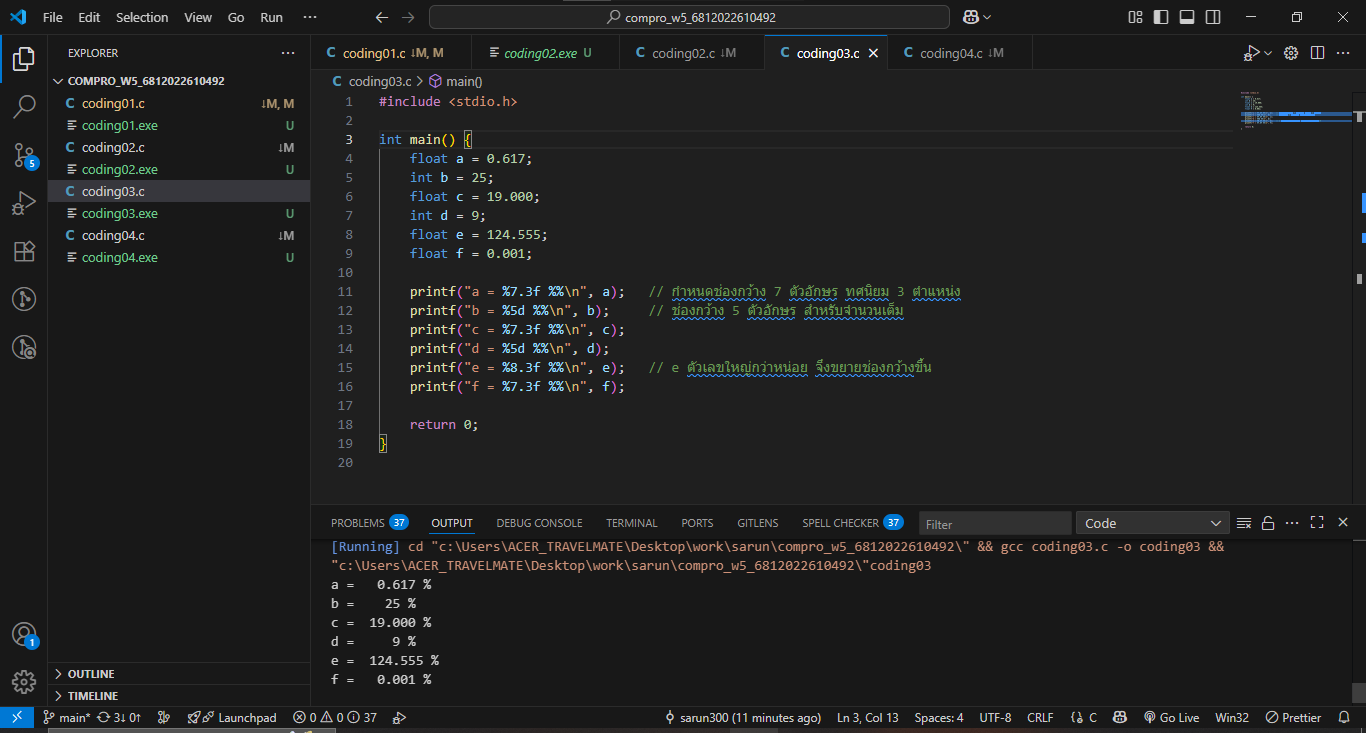 File Edit Selection View Go Run ··· compro_w5_6812022610492
EXPLORER ···
COMPRO_W5_6812022610492
C coding01.c ↓M, M
coding01.exe U
C coding02.c ↓M
coding02.exe U
C coding03.c
coding03.exe U
C coding04.c ↓M
coding04.exe U
OUTLINE
TIMELINE
C coding01.c ↓M, M coding02.exe U C coding02.c ↓M C coding03.c C coding04.c ↓M
C coding03.c > main()
1 #include <stdio.h>
2
3 int main() {
4 float a = 0.617;
5 int b = 25;
6 float c = 19.000;
7 int d = 9;
8 float e = 124.555;
9 float f = 0.001;
10
11 printf("a = %7.3f %%\n", a); // กำหนดช่องกว้าง 7 ตัวอักษร ทศนิยม 3 ตำแหน่ง
12 printf("b = %5d %%\n", b); // ช่องกว้าง 5 ตัวอักษร สำหรับจำนวนเต็ม
13 printf("c = %7.3f %%\n", c);
14 printf("d = %5d %%\n", d);
15 printf("e = %8.3f %%\n", e); // e ตัวเลขใหญ่กว่าหน่อย จึงขยายช่องกว้างขึ้น
16 printf("f = %7.3f %%\n", f);
17
18 return 0;
19 }
20
PROBLEMS 37 OUTPUT DEBUG CONSOLE TERMINAL PORTS GITLENS SPELL CHECKER 37 Filter Code
[Running] cd "c:\Users\ACER_TRAVELMATE\Desktop\work\sarun\compro_w5_6812022610492\" && gcc coding03.c -o coding03 &&
"c:\Users\ACER_TRAVELMATE\Desktop\work\sarun\compro_w5_6812022610492\"coding03
a =   0.617 %
b =    25 %
c =  19.000 %
d =     9 %
e =  124.555 %
f =   0.001 %
5
1
main* 3↓ 0↑ Launchpad 0 0 37 sarun300 (11 minutes ago) Ln 3, Col 13 Spaces: 4 UTF-8 CRLF {} C Go Live Win32 Prettier